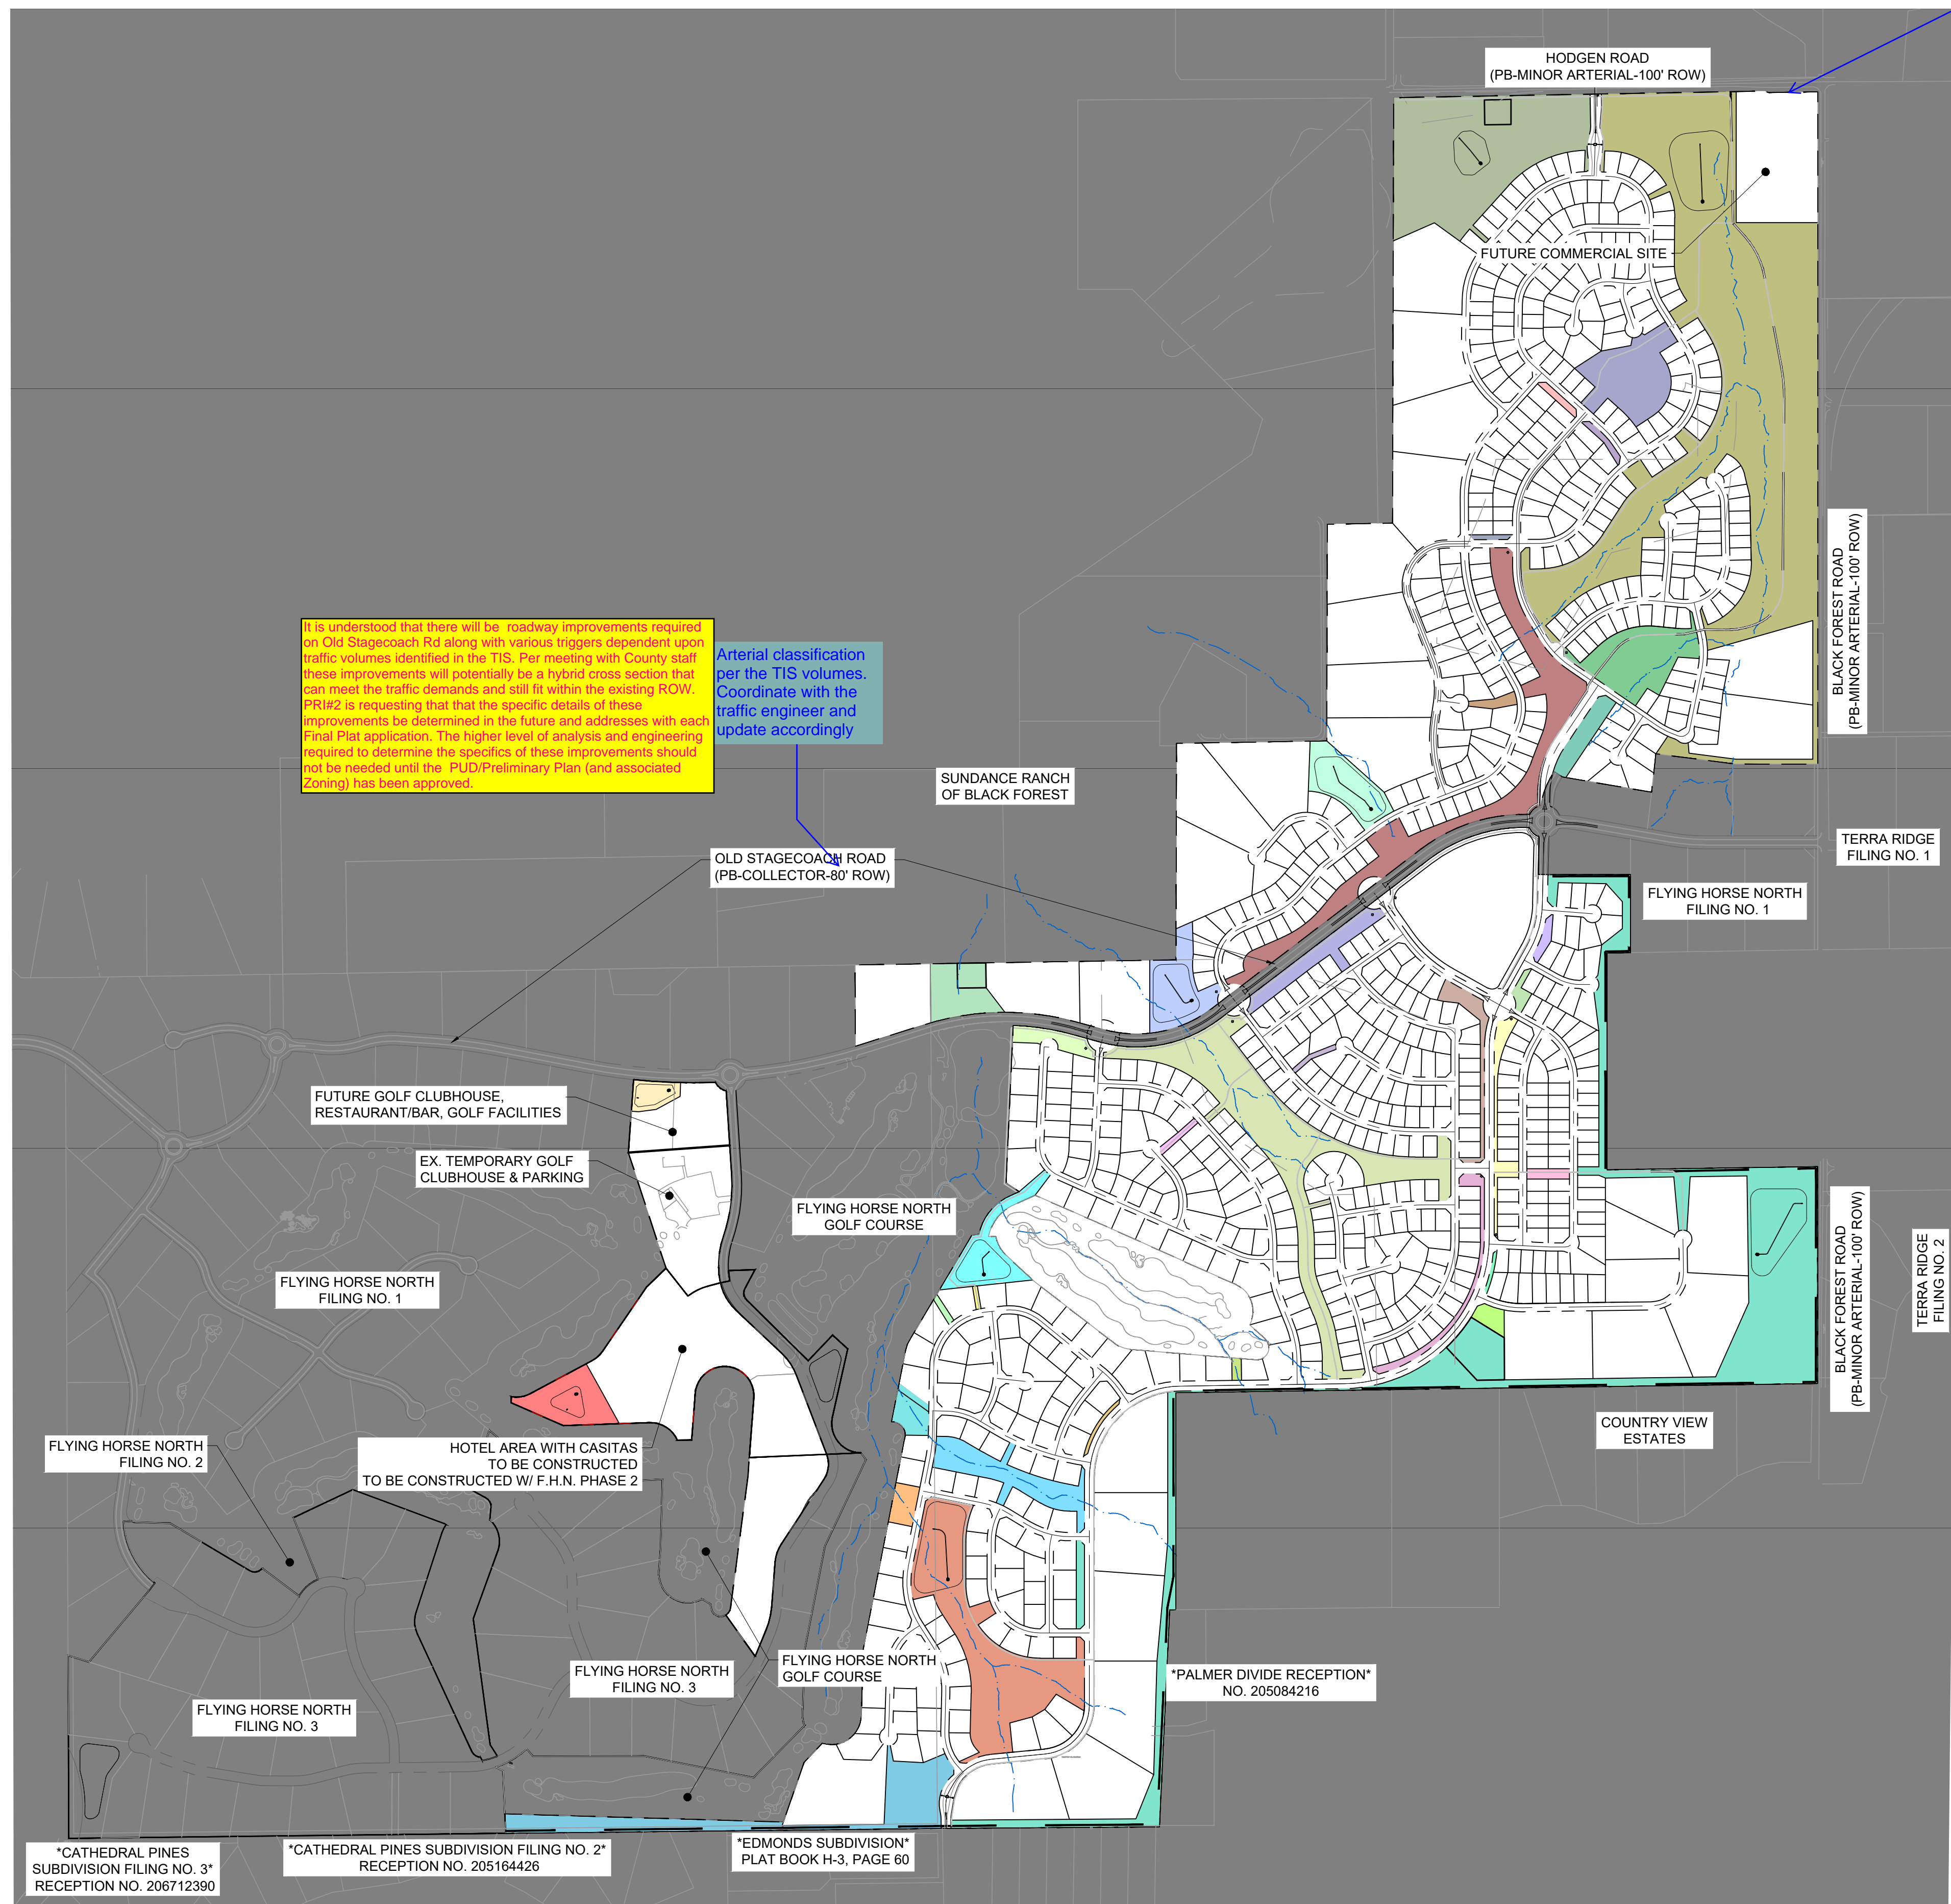 HODGEN ROAD
(PB-MINOR ARTERIAL-100' ROW)
FUTURE COMMERCIAL SITE
BLACK FOREST ROAD
(PB-MINOR ARTERIAL-100' ROW)
It is understood that there will be  roadway improvements required
on Old Stagecoach Rd along with various triggers dependent upon
traffic volumes identified in the TIS. Per meeting with County staff
these improvements will potentially be a hybrid cross section that
can meet the traffic demands and still fit within the existing ROW.
PRI#2 is requesting that that the specific details of these
improvements be determined in the future and addresses with each
Final Plat application. The higher level of analysis and engineering
required to determine the specifics of these improvements should
not be needed until the  PUD/Preliminary Plan (and associated
Zoning) has been approved.
Arterial classification
per the TIS volumes.
Coordinate with the
traffic engineer and
update accordingly
SUNDANCE RANCH
OF BLACK FOREST
TERRA RIDGE
FILING NO. 1
OLD STAGECOACH ROAD
(PB-COLLECTOR-80' ROW)
FLYING HORSE NORTH
FILING NO. 1
FUTURE GOLF CLUBHOUSE,
RESTAURANT/BAR, GOLF FACILITIES
EX. TEMPORARY GOLF
CLUBHOUSE & PARKING
FLYING HORSE NORTH
GOLF COURSE
BLACK FOREST ROAD
(PB-MINOR ARTERIAL-100' ROW)
TERRA RIDGE
FILING NO. 2
FLYING HORSE NORTH
FILING NO. 1
COUNTRY VIEW
ESTATES
FLYING HORSE NORTH
FILING NO. 2
HOTEL AREA WITH CASITAS
TO BE CONSTRUCTED
TO BE CONSTRUCTED W/ F.H.N. PHASE 2
FLYING HORSE NORTH
GOLF COURSE
FLYING HORSE NORTH
FILING NO. 3
*PALMER DIVIDE RECEPTION*
NO. 205084216
FLYING HORSE NORTH
FILING NO. 3
*CATHEDRAL PINES
SUBDIVISION FILING NO. 3*
RECEPTION NO. 206712390
*CATHEDRAL PINES SUBDIVISION FILING NO. 2*
RECEPTION NO. 205164426
*EDMONDS SUBDIVISION*
PLAT BOOK H-3, PAGE 60